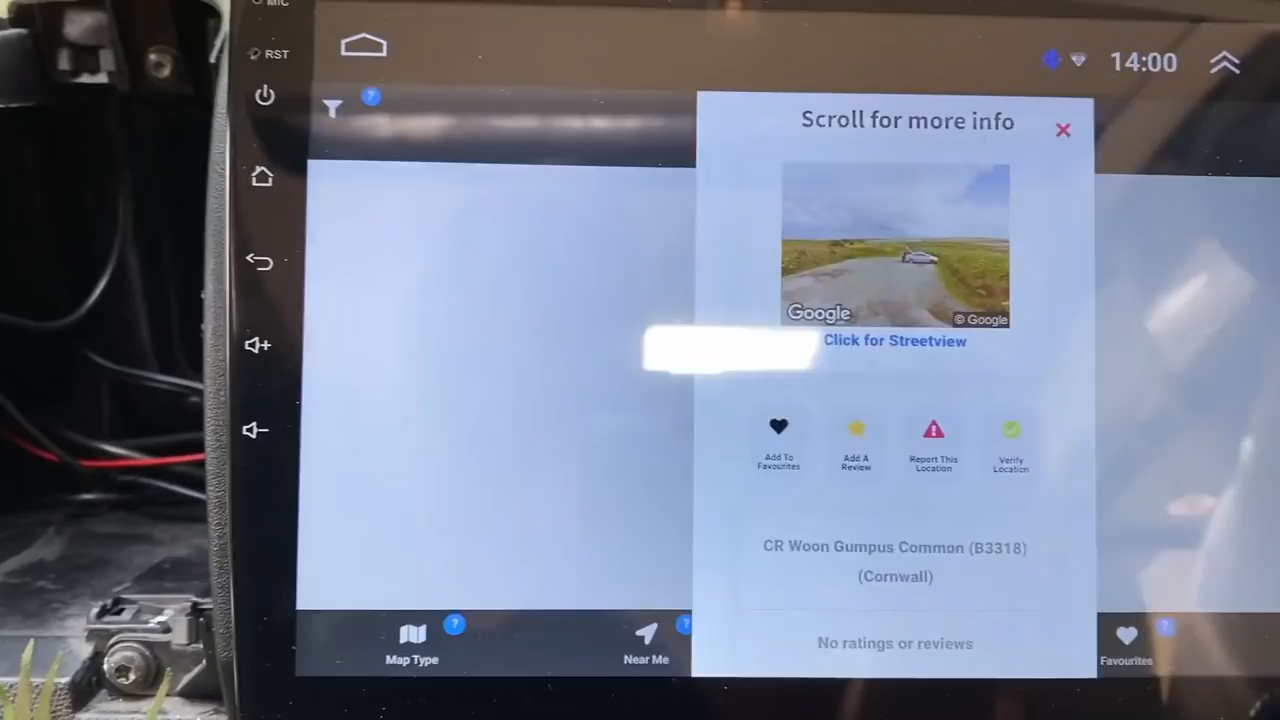 MIC
RST
14:00
?
Scroll for more info
Google
© Google
Click for Streetview
Add To
Favourites
Add A
Review
Report This
Location
Verify
Location
CR Woon Gumpus Common (B3318)
(Cornwall)
No ratings or reviews
?
Map Type
?
Near Me
?
Favourites